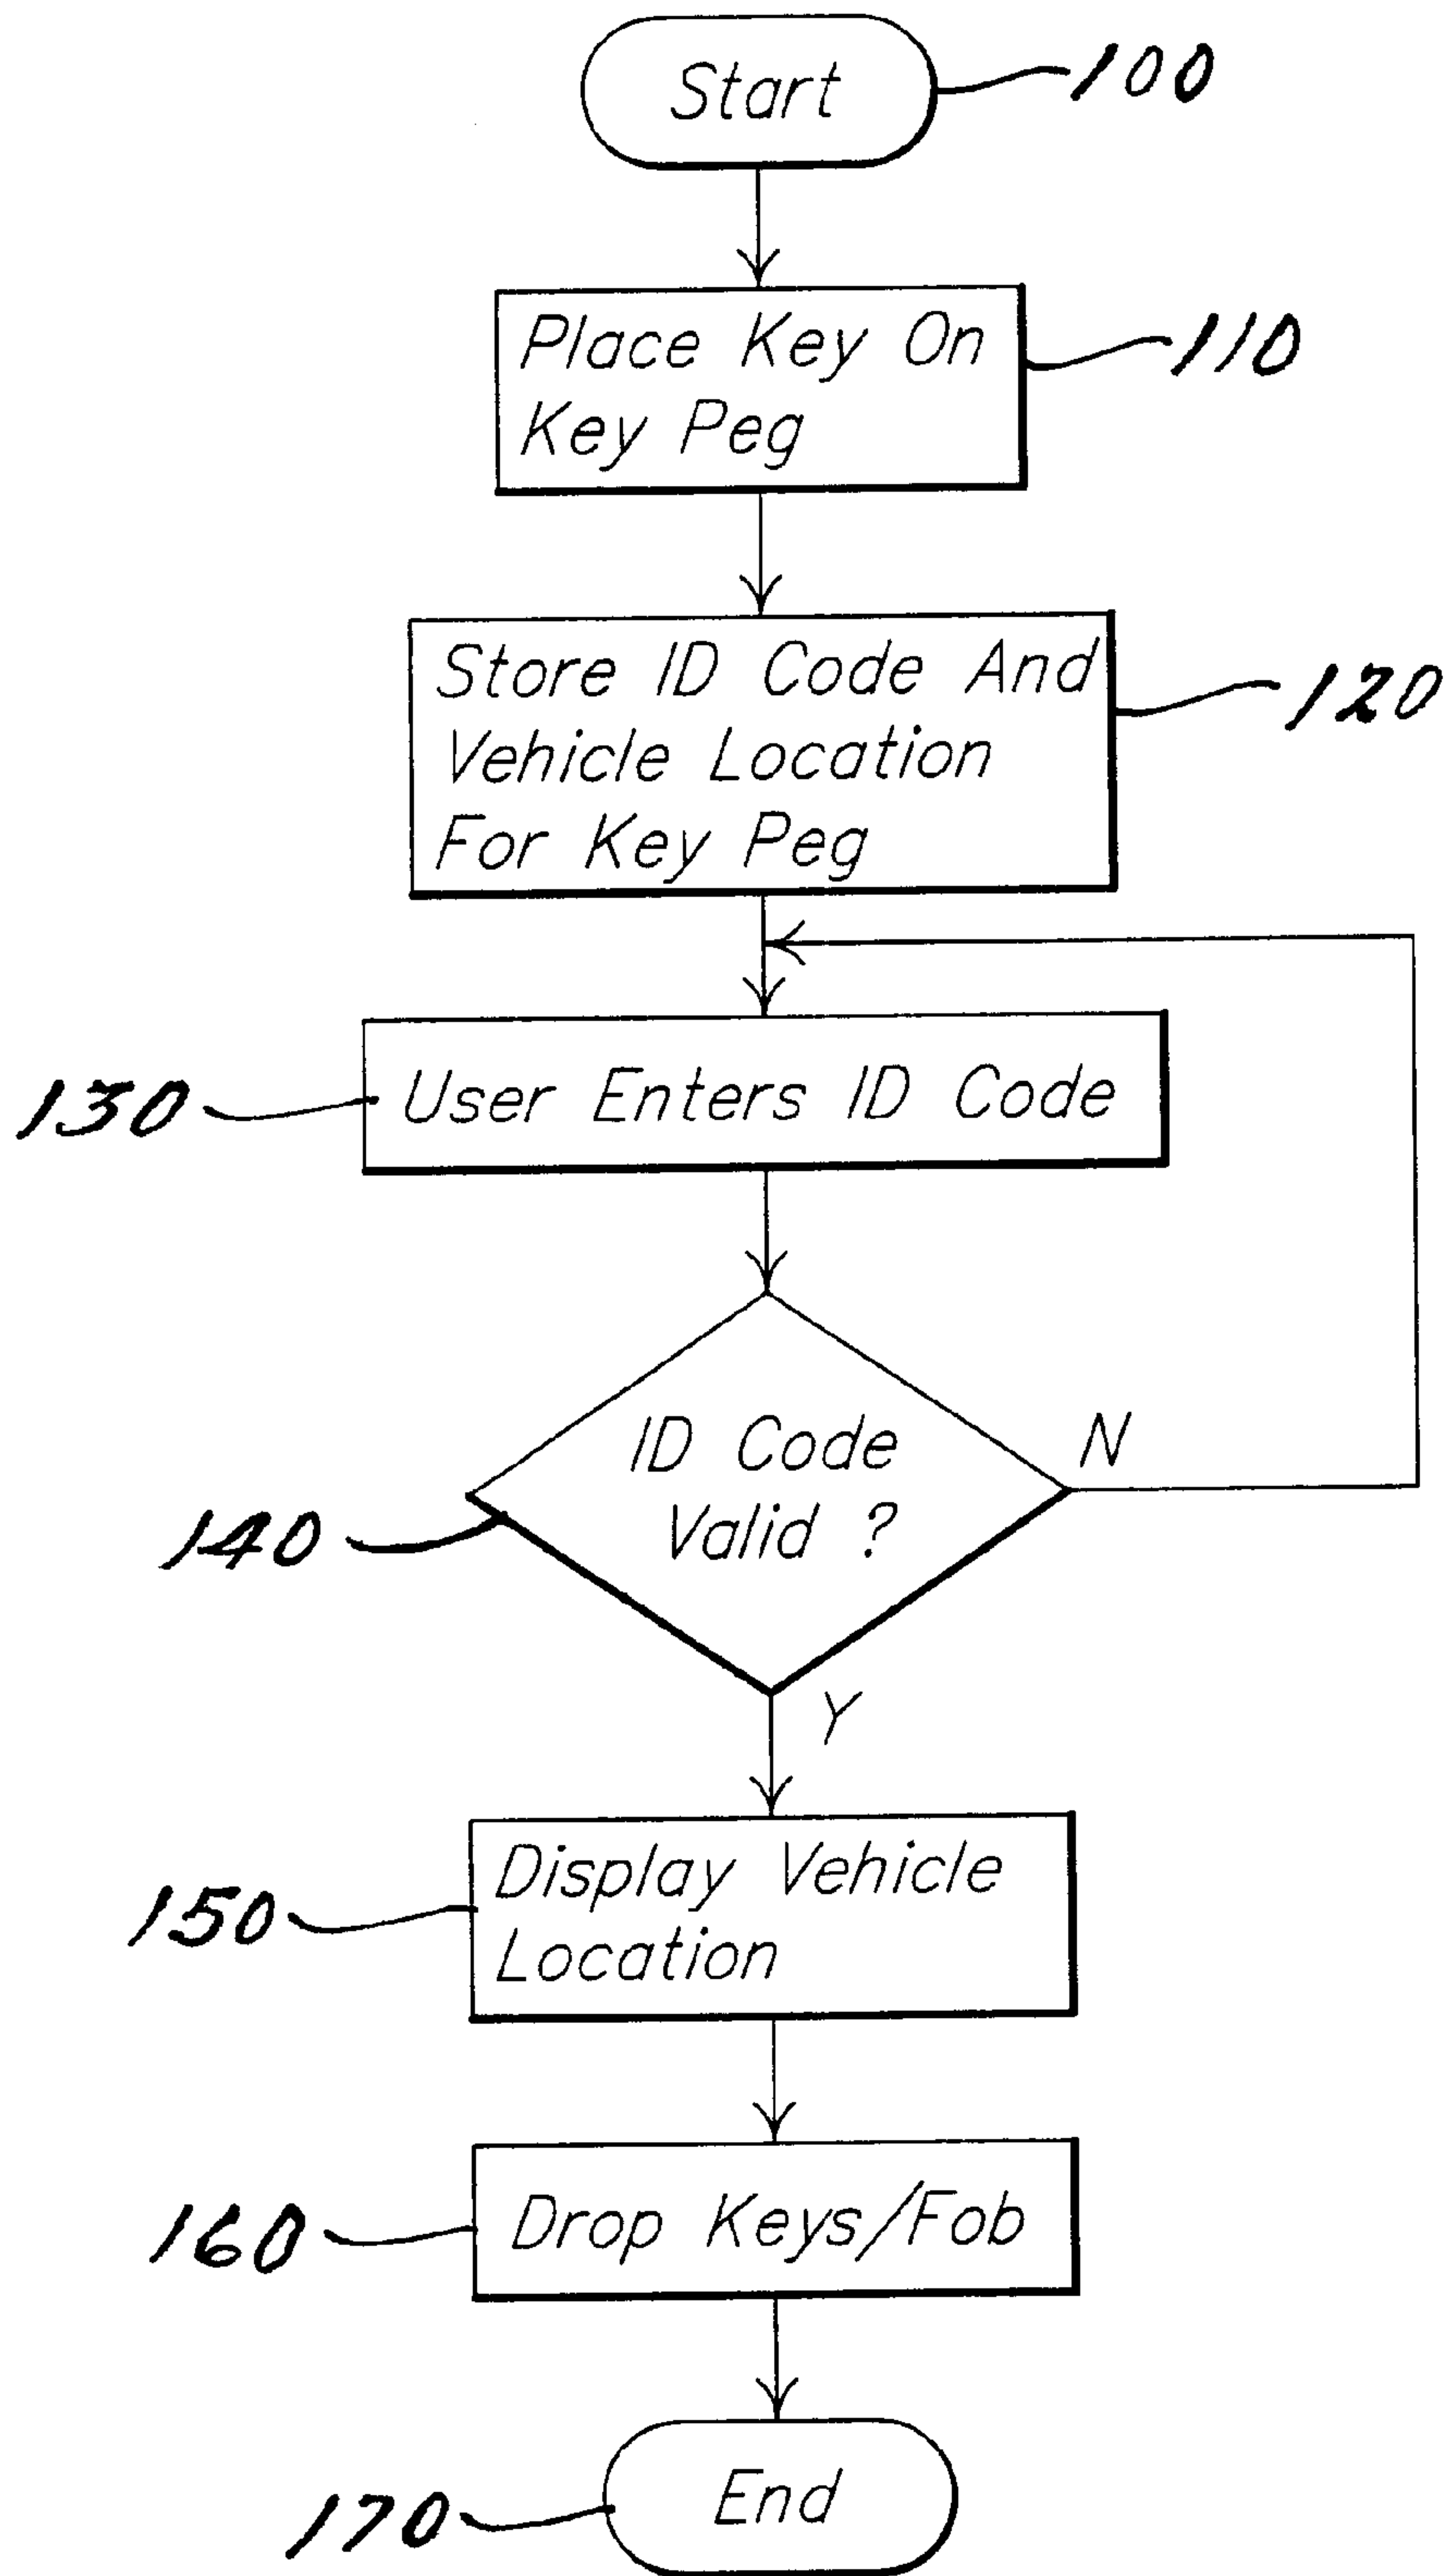 Start
100
Place Key On
Key Peg
110
Store ID Code And
Vehicle Location
For Key Peg
120
130
User Enters ID Code
ID Code
Valid ?
N
140
Y
Display Vehicle
Location
150
160
Drop Keys/Fob
End
170